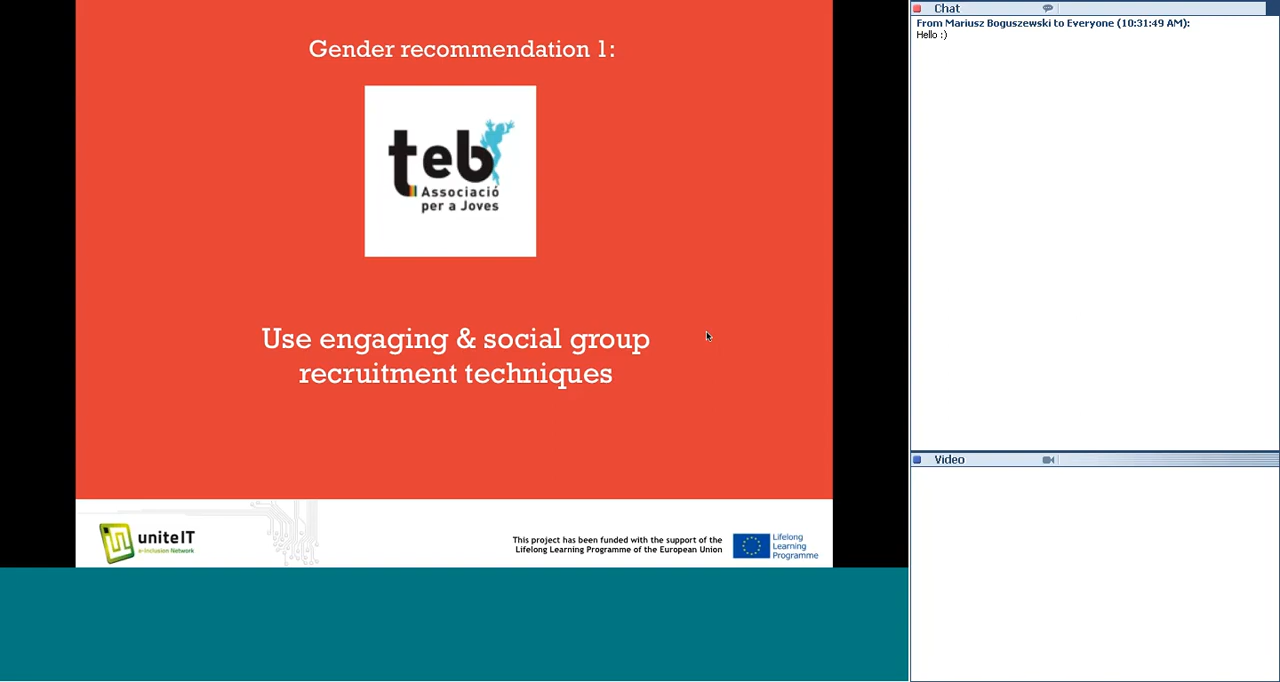 Gender recommendation 1:
teb
Associació
per a Joves
Use engaging & social group
recruitment techniques
uniteIT
e-Inclusion Network
This project has been funded with the support of the
Lifelong Learning Programme of the European Union
Lifelong
Learning
Programme
Chat
From Mariusz Boguszewski to Everyone (10:31:49 AM):
Hello :)
Video